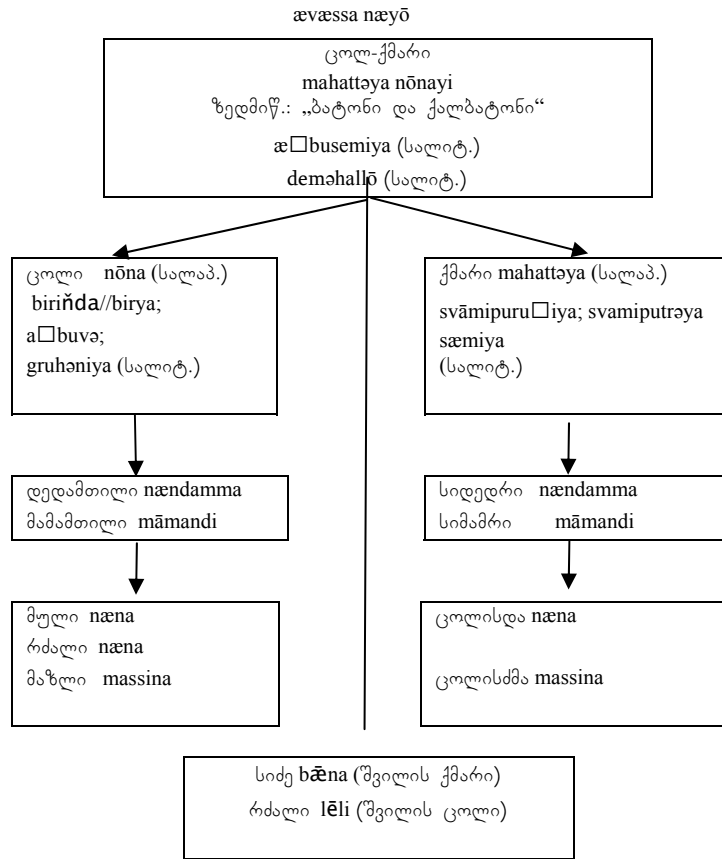 ævæssa næyō
ცოლ-ქმარი
mahattəya nōnayi
ზედმიწ.: „ბატონი და ქალბატონი“
æ□busemiya (სალიტ.)
deməhallō (სალიტ.)
ცოლი nōna (სალაპ.)
biriňda//birya;
a□buvə;
gruhəniya (სალიტ.)
ქმარი mahattəya (სალაპ.)
svāmipuru□iya; svamiputrəya
sæmiya
(სალიტ.)
დედამთილი nændamma
მამამთილი māmandi
სიდედრი nændamma
სიმამრი māmandi
მული næna
რძალი næna
მაზლი massina
ცოლისდა næna
ცოლისძმა massina
სიძე bǣna (შვილის ქმარი)
რძალი lēli (შვილის ცოლი)